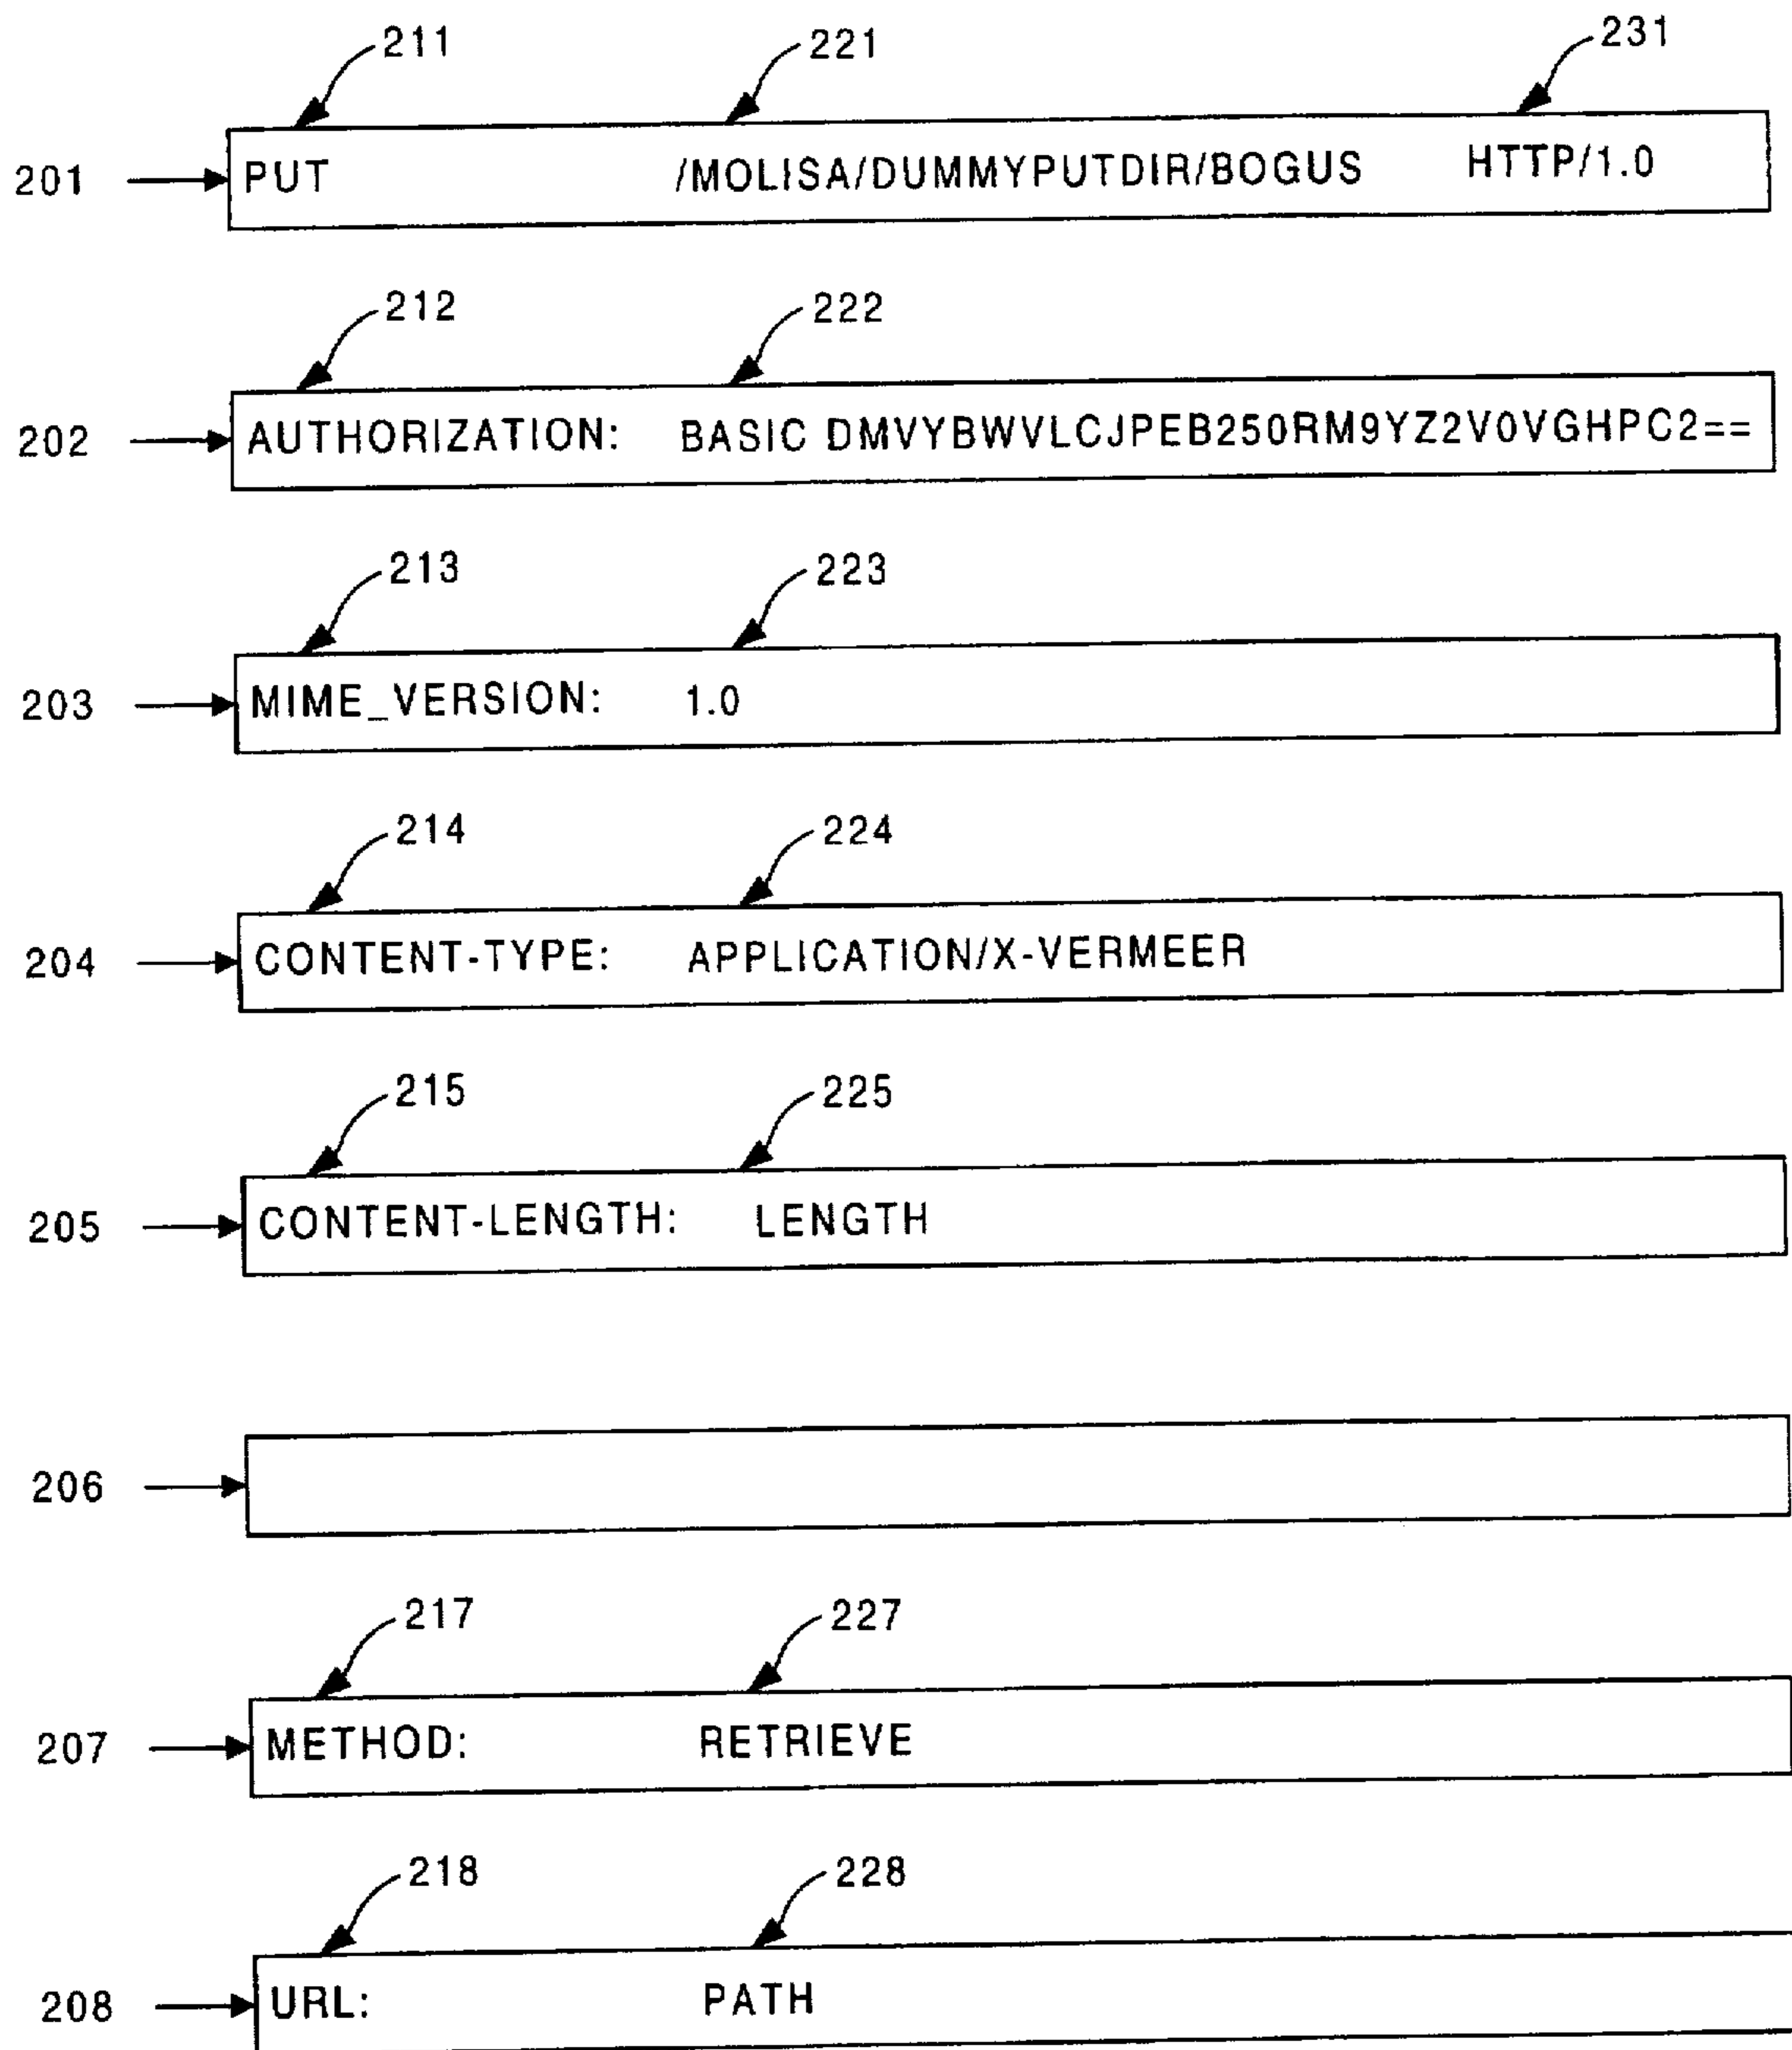 211 221 231
201 PUT /MOLISA/DUMMYPUTDIR/BOGUS HTTP/1.0
212 222
202 AUTHORIZATION: BASIC DMVYBWVLCJPEB250RM9YZ2V0VGHPC2==
213 223
203 MIME_VERSION: 1.0
214 224
204 CONTENT-TYPE: APPLICATION/X-VERMEER
215 225
205 CONTENT-LENGTH: LENGTH
206
217 227
207 METHOD: RETRIEVE
218 228
208 URL: PATH